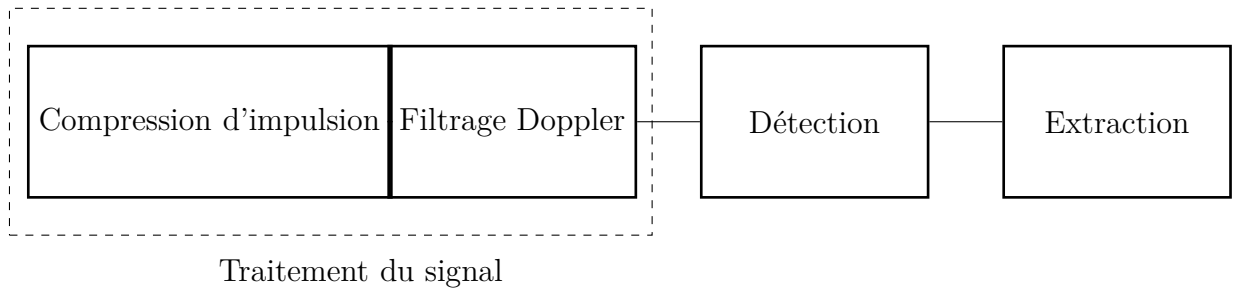 Compression d'impulsion
Filtrage Doppler
Détection
Extraction
Traitement du signal